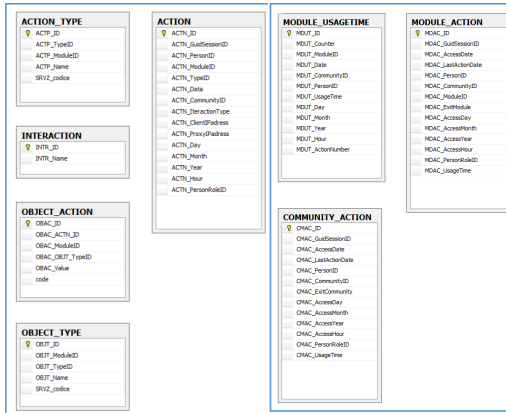 ACTION_TYPE
ACTP_ID
ACTP_TypeID
ACTP_ModuleID
ACTP_Name
SRVZ_codice
INTERACTION
INTR_ID
INTR_Name
OBJECT_ACTION
OBAC_ID
OBAC_ACTN_ID
OBAC_ModuleID
OBAC_OBJT_TypeID
OBAC_Value
code
OBJECT_TYPE
OBJT_ID
OBJT_ModuleID
OBJT_TypeID
OBJT_Name
SRVZ_codice
ACTION
ACTN_ID
ACTN_GuidSessionID
ACTN_PersonID
ACTN_ModuleID
ACTN_TypeID
ACTN_Data
ACTN_CommunityID
ACTN_IteractionType
ACTN_ClientIPadress
ACTN_ProxyIPadress
ACTN_Day
ACTN_Month
ACTN_Year
ACTN_Hour
ACTN_PersonRoleID
MODULE_USAGETIME
MDUT_ID
MDUT_Counter
MDUT_ModuleID
MDUT_Date
MDUT_CommunityID
MDUT_PersonID
MDUT_UsageTime
MDUT_Day
MDUT_Month
MDUT_Year
MDUT_Hour
MDUT_ActionNumber
COMMUNITY_ACTION
CMAC_ID
CMAC_GuidSessionID
CMAC_AccessDate
CMAC_LastActionDate
CMAC_PersonID
CMAC_CommunityID
CMAC_ExitCommunity
CMAC_AccessDay
CMAC_AccessMonth
CMAC_AccessYear
CMAC_AccessHour
CMAC_PersonRoleID
CMAC_UsageTime
MODULE_ACTION
MDAC_ID
MDAC_GuidSessionID
MDAC_AccessDate
MDAC_LastActionDate
MDAC_PersonID
MDAC_CommunityID
MDAC_ModuleID
MDAC_ExitModule
MDAC_AccessDay
MDAC_AccessMonth
MDAC_AccessYear
MDAC_AccessHour
MDAC_PersonRoleID
MDAC_UsageTime